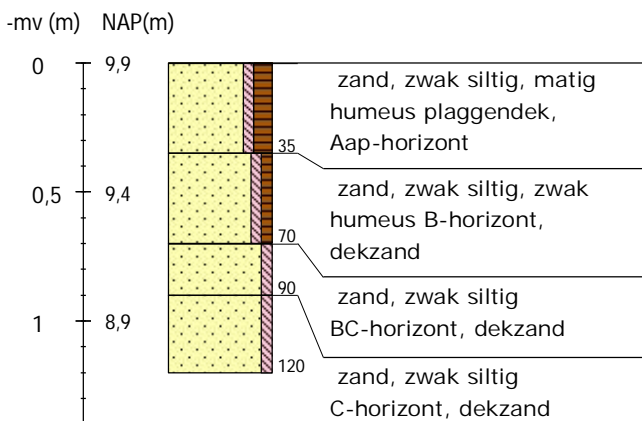 -mv (m) NAP(m)
0 9,9
zand, zwak siltig, matig
humeus plaggendek,
Aap-horizont
35
0,5 9,4
zand, zwak siltig, zwak
humeus B-horizont,
dekzand
70
90
zand, zwak siltig
BC-horizont, dekzand
1 8,9
120
zand, zwak siltig
C-horizont, dekzand